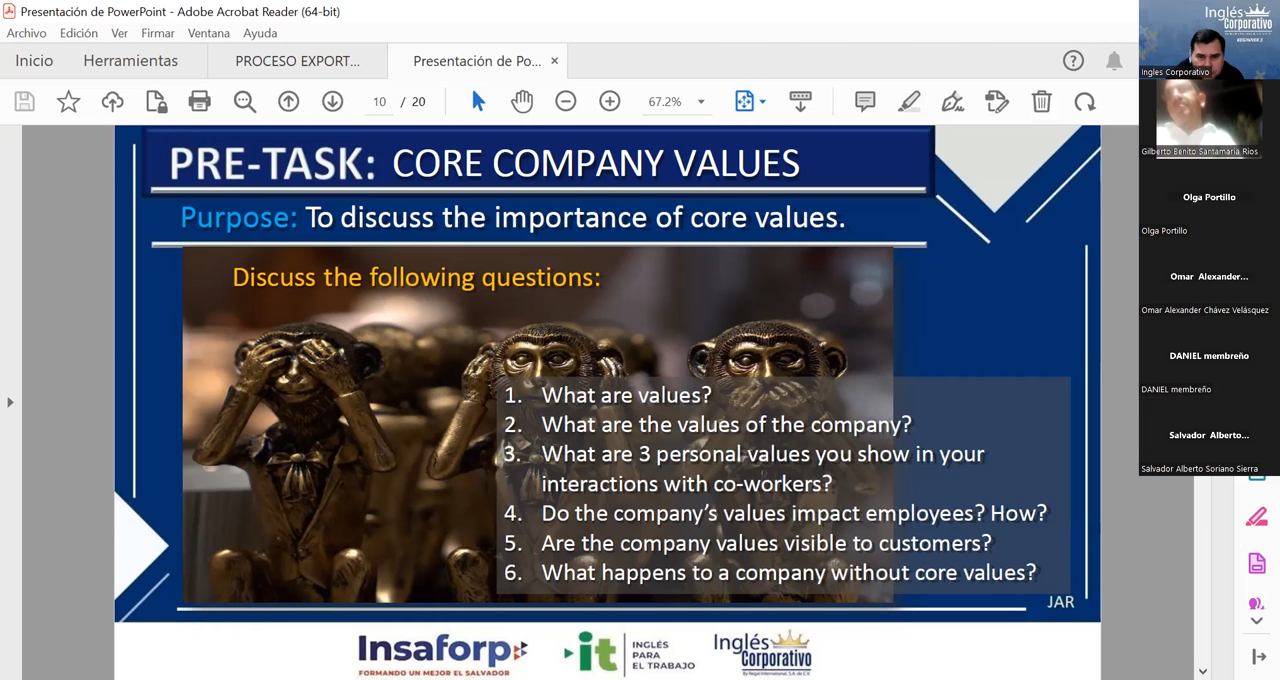 Presentación de PowerPoint - Adobe Acrobat Reader (64-bit)
Archivo Edición Ver Firmar Ventana Ayuda
Inicio Herramientas PROCESO EXPORT... Presentación de Po... ×
10 / 20 67.2%
PRE-TASK: CORE COMPANY VALUES
Purpose: To discuss the importance of core values.
Discuss the following questions:
1. What are values?
2. What are the values of the company?
3. What are 3 personal values you show in your
interactions with co-workers?
4. Do the company’s values impact employees? How?
5. Are the company values visible to customers?
6. What happens to a company without core values?
JAR
Insaforp
FORMANDO UN MEJOR EL SALVADOR
it INGLÉS
PARA
EL TRABAJO
Inglés
Corporativo
By Regal International, S.A. de C.V.
Inglés
Corporativo
BEGINNER 3
Ingles Corporativo
Gilberto Benito Santamaria Rios
Olga Portillo
Olga Portillo
Omar Alexander...
Omar Alexander Chávez Velásquez
DANIEL membreño
DANIEL membreño
Salvador Alberto...
Salvador Alberto Soriano Sierra